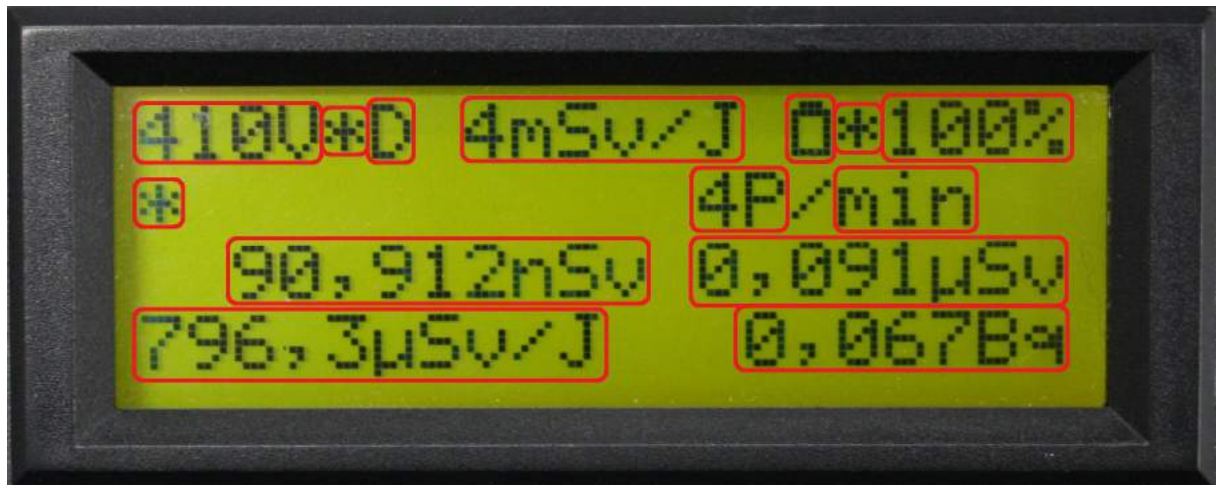 410V*D 4mSv/J *100%
* 4P/min
90,912nSv 0,091µSv
796,3µSv/J 0,067Bq